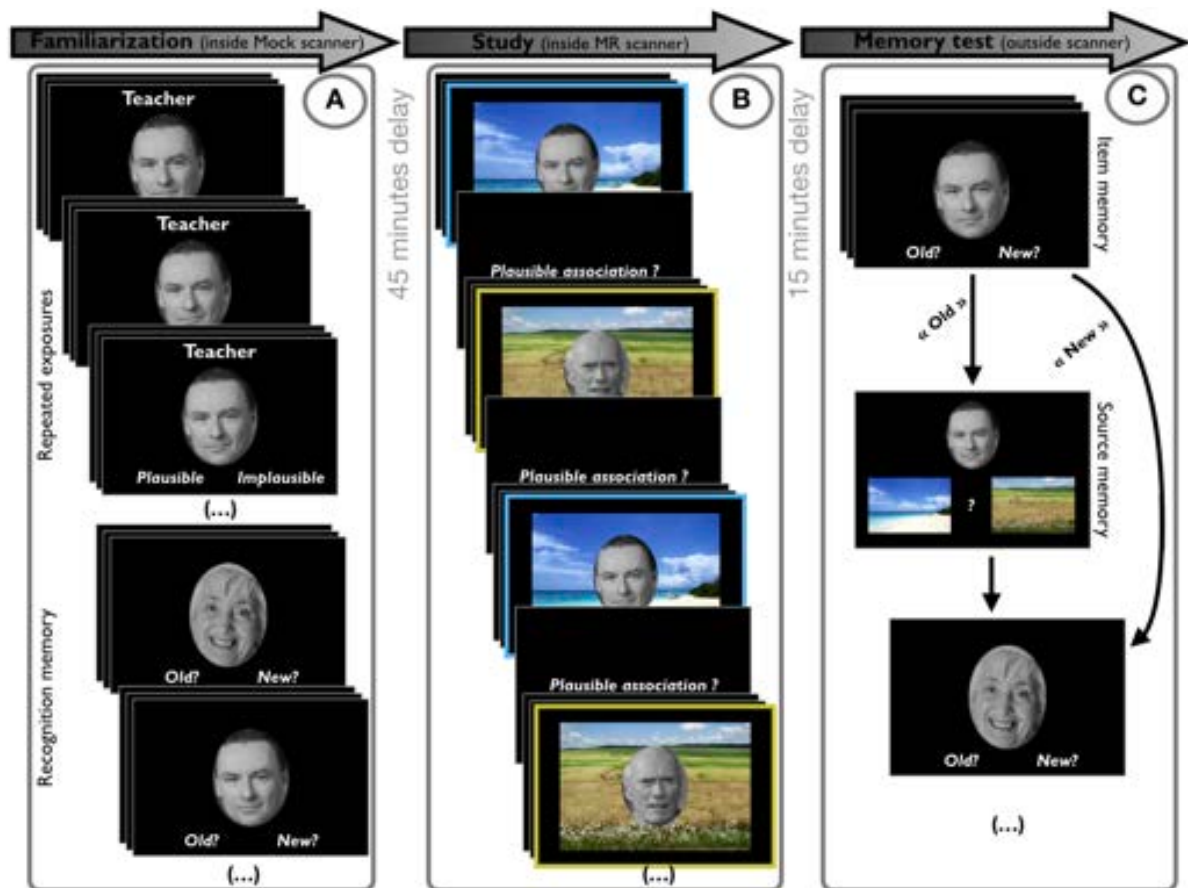 Familiarization (inside Mock scanner)
Study (inside MR scanner)
Memory test (outside scanner)
A
Teacher
Teacher
Teacher
Plausible Implausible
(...)
Repeated exposures
Old? New?
Old? New?
(...)
Recognition memory
45 minutes delay
B
Plausible association ?
Plausible association ?
Plausible association ?
(...)
15 minutes delay
C
Old? New?
Item memory
« Old »
« New »
?
Source memory
Old? New?
(...)